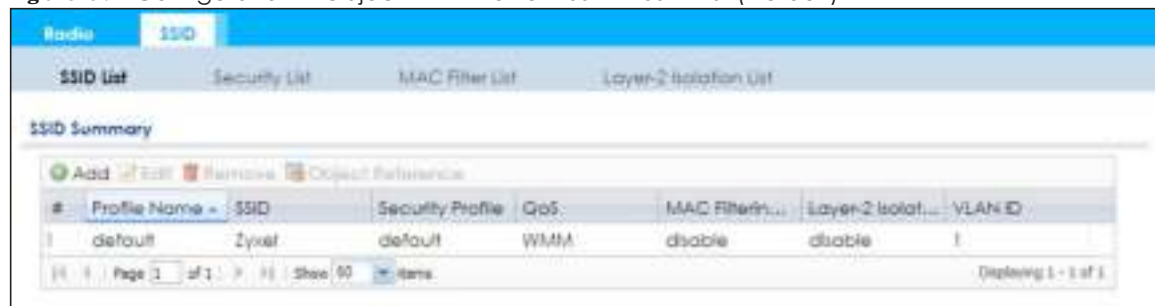 Radio SSID
SSID List Security List MAC Filter List Layer-2 Isolation List
SSID Summary
Add Edit Remove Object Reference
# Profile Name SSID Security Profile QoS MAC Filterin... Layer-2 Isolat... VLAN ID
1 default Zyxel default WMM disable disable 1
Page 1 of 1 Show 50 items Displaying 1 - 1 of 1